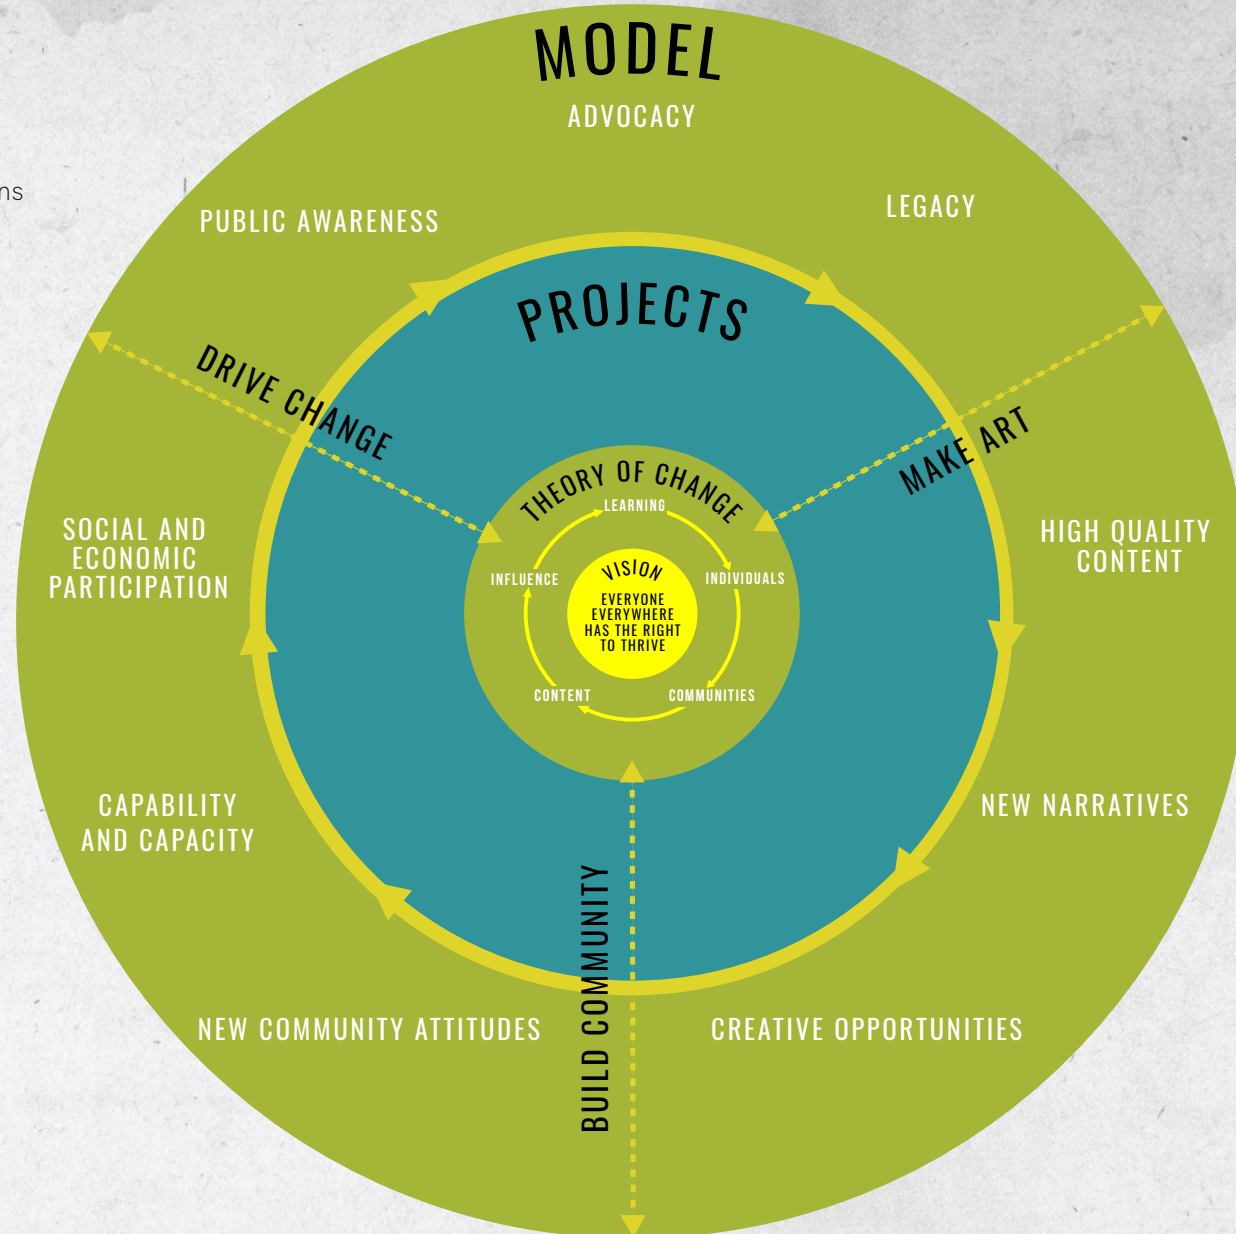 MODEL
ADVOCACY
ns
LEGACY
PUBLIC AWARENESS
PROJECTS
DRIVE CHANGE
MAKE ART
THEORY OF CHANGE
LEARNING
SOCIAL AND
ECONOMIC
PARTICIPATION
HIGH QUALITY
CONTENT
INFLUENCE
INDIVIDUALS
VISION
EVERYONE
EVERYWHERE
HAS THE RIGHT
TO THRIVE
CONTENT
COMMUNITIES
CAPABILITY
AND CAPACITY
NEW NARRATIVES
BUILD COMMUNITY
NEW COMMUNITY ATTITUDES
CREATIVE OPPORTUNITIES